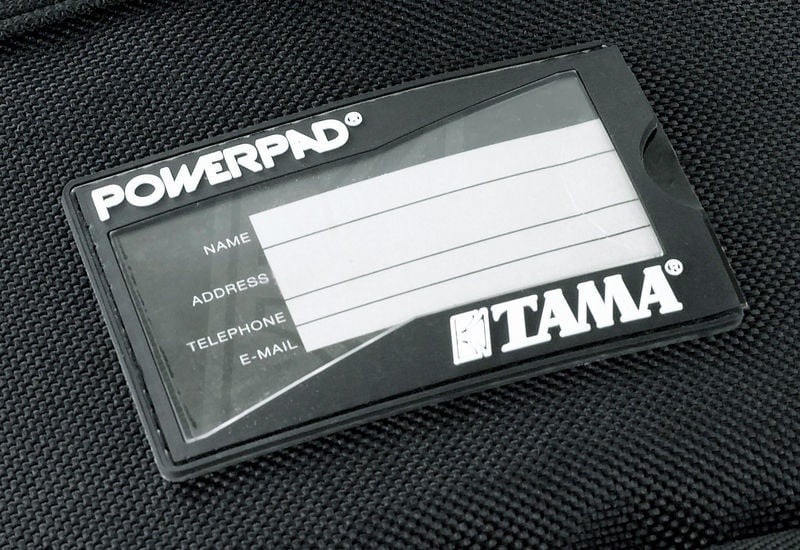 POWERPAD®
NAME
ADDRESS
TELEPHONE
E-MAIL
TAMA®